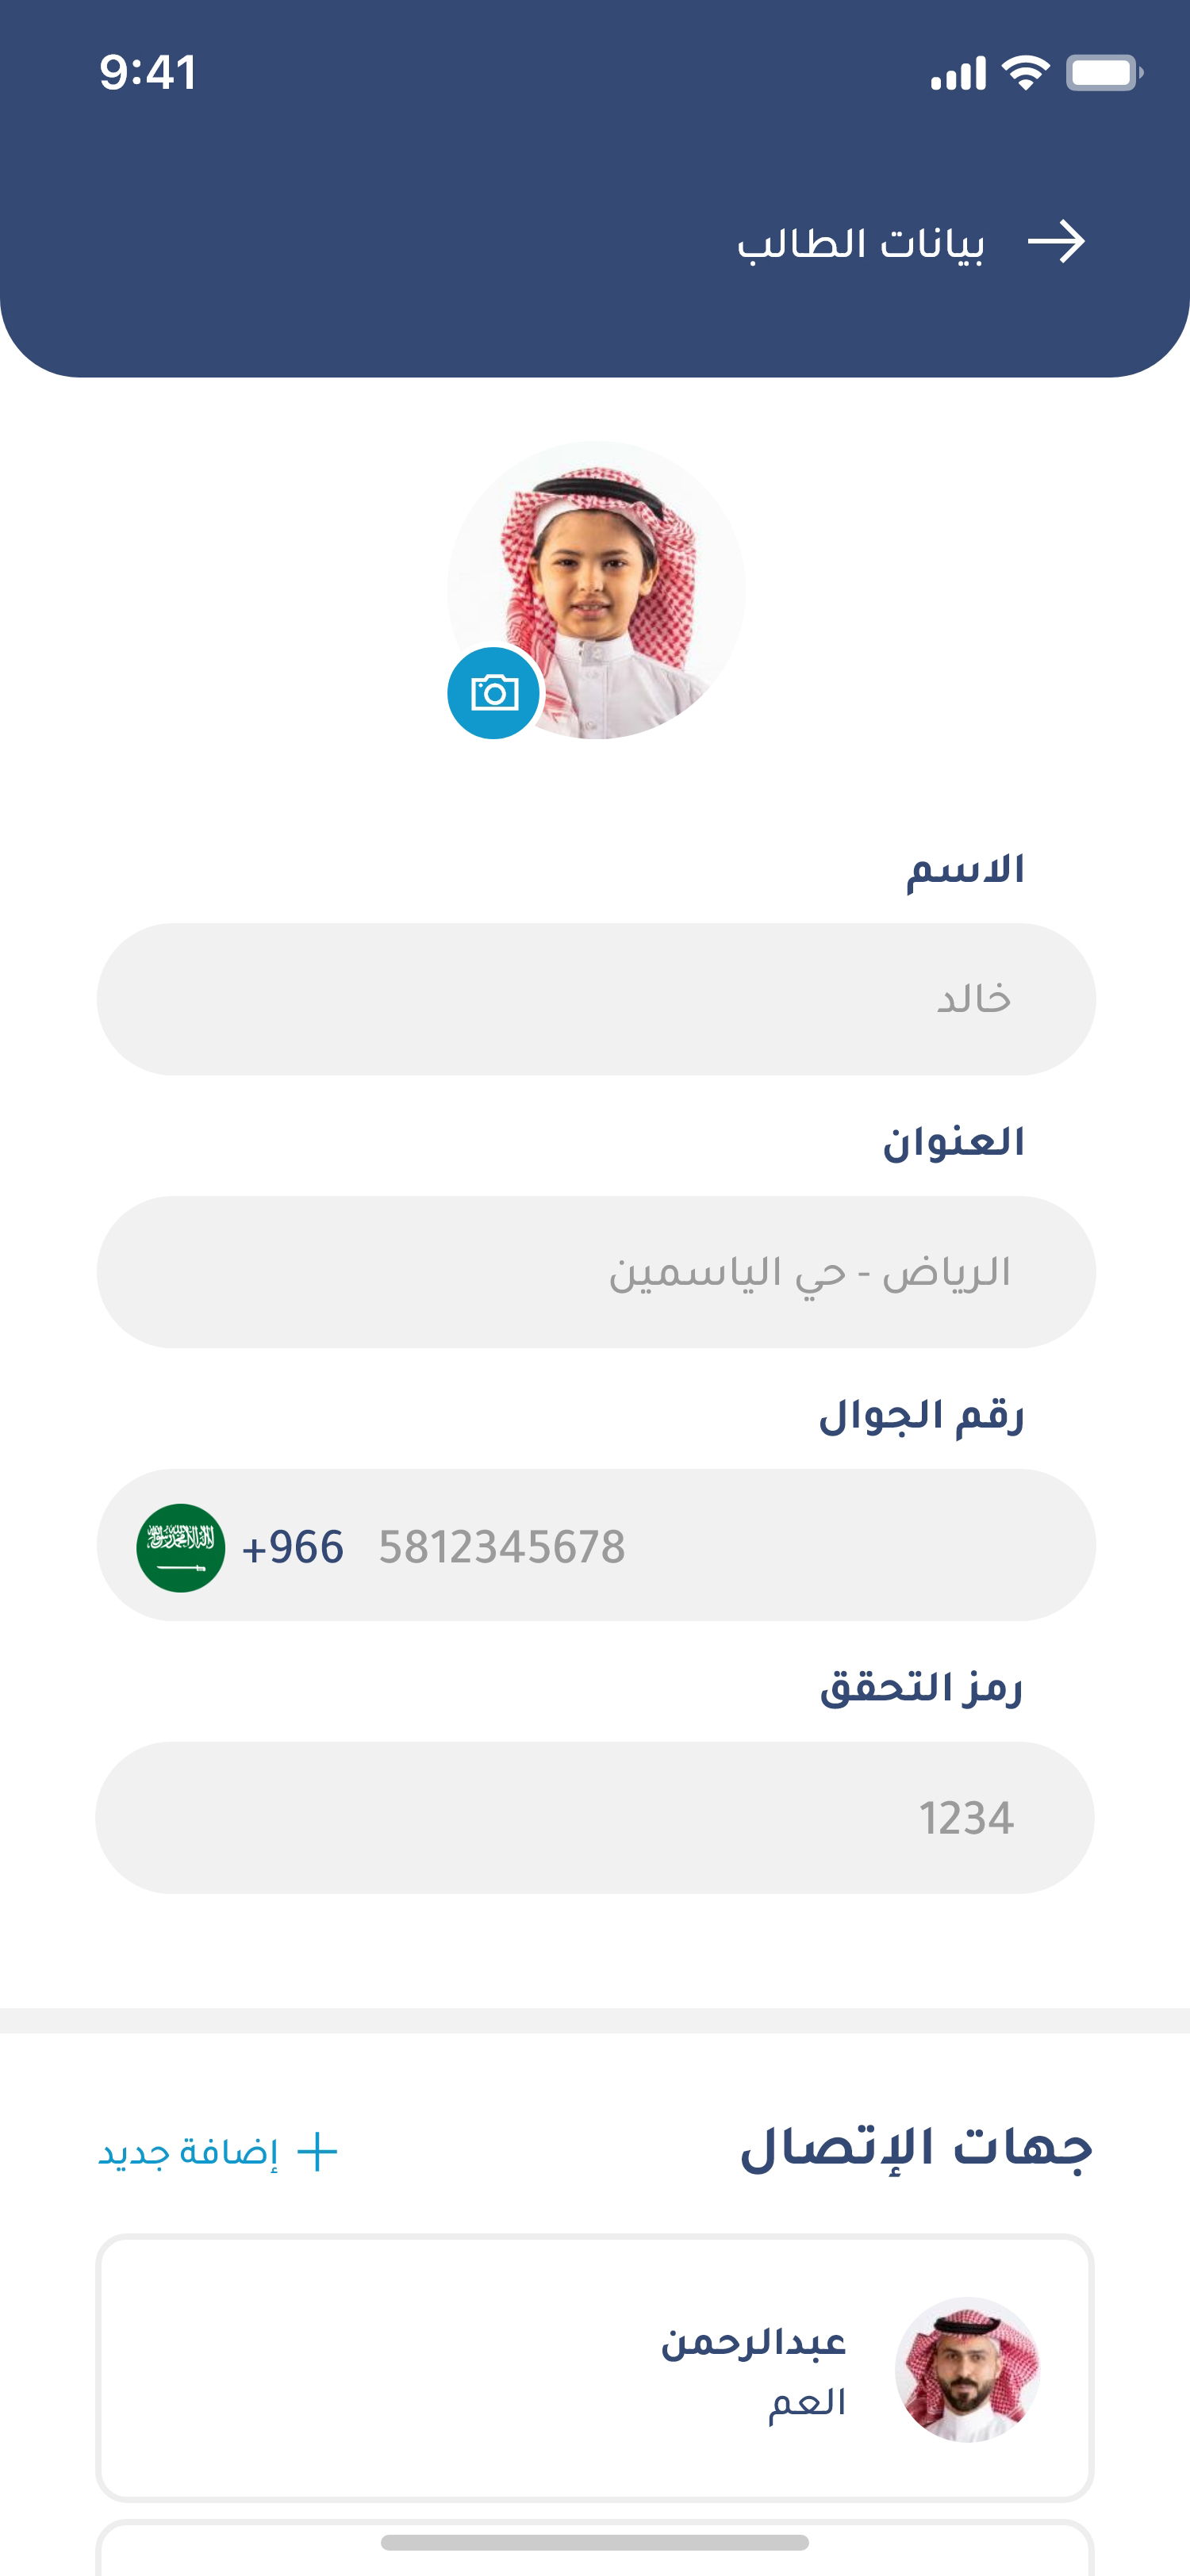 9:41
بيانات الطالب
الاسم
خالد
العنوان
الرياض - حي الياسمين
رقم الجوال
+966 5812345678
رمز التحقق
1234
جهات الإتصال
إضافة جديد
عبدالرحمن
العم